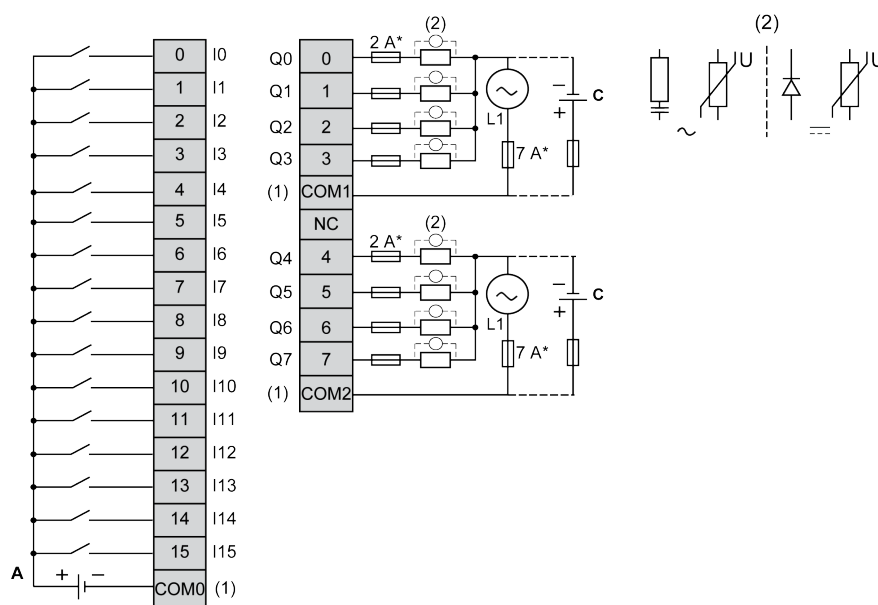 0 I0
1 I1
2 I2
3 I3
4 I4
5 I5
6 I6
7 I7
8 I8
9 I9
10 I10
11 I11
12 I12
13 I13
14 I14
15 I15
A + − COM0 (1)
(2)
2 A*
Q0 0
Q1 1
Q2 2
Q3 3
(1) COM1
L1
7 A*
− C
+
NC
(2)
2 A*
Q4 4
Q5 5
Q6 6
Q7 7
(1) COM2
L1
7 A*
− C
+
(2)
U U